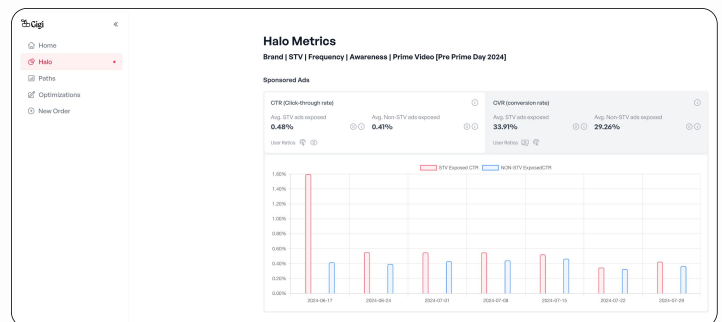 Gigi
«
Home
Halo
Paths
Optimizations
New Order
Halo Metrics
Brand | STV | Frequency | Awareness | Prime Video [Pre Prime Day 2024]
Sponsored Ads
CTR (Click-through rate)
Avg. STV ads exposed
0.48%
Avg. Non-STV ads exposed
0.41%
User Ratios:
CVR (conversion rate)
Avg. STV ads exposed
33.91%
Avg. Non-STV ads exposed
29.26%
User Ratios:
STV Exposed CTR
NON-STV ExposedCTR
1.60%
1.40%
1.20%
1.00%
0.80%
0.60%
0.40%
0.20%
0.00%
2024-06-17
2024-06-24
2024-07-01
2024-07-08
2024-07-15
2024-07-22
2024-07-29